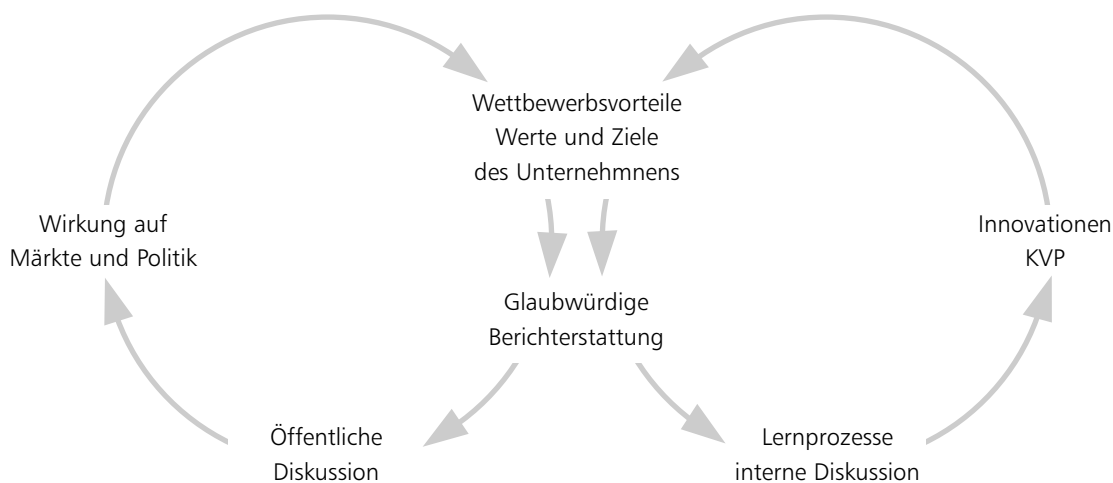 Wettbewerbsvorteile
Werte und Ziele
des Unternehmnens
Wirkung auf
Märkte und Politik
Innovationen
KVP
Glaubwürdige
Berichterstattung
Öffentliche
Diskussion
Lernprozesse
interne Diskussion